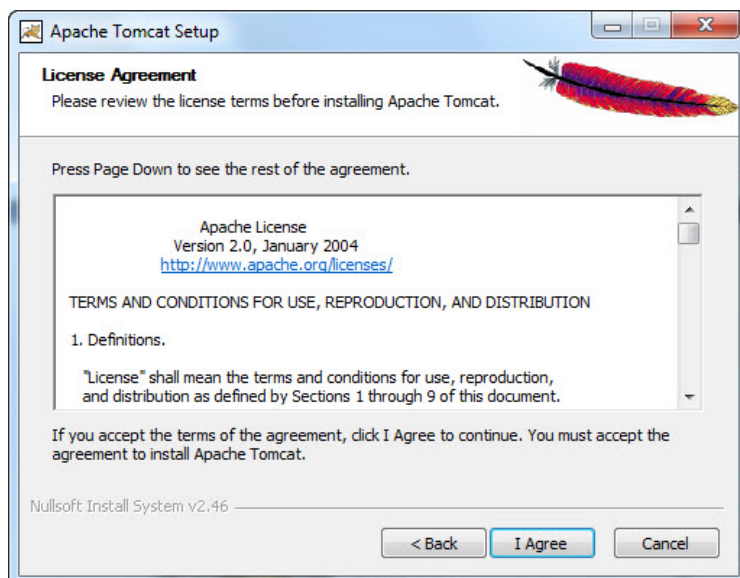 Apache Tomcat Setup
License Agreement
Please review the license terms before installing Apache Tomcat.
Press Page Down to see the rest of the agreement.
Apache License
Version 2.0, January 2004
http://www.apache.org/licenses/
TERMS AND CONDITIONS FOR USE, REPRODUCTION, AND DISTRIBUTION
1. Definitions.
"License" shall mean the terms and conditions for use, reproduction,
and distribution as defined by Sections 1 through 9 of this document.
If you accept the terms of the agreement, click I Agree to continue. You must accept the
agreement to install Apache Tomcat.
Nullsoft Install System v2.46
< Back
I Agree
Cancel